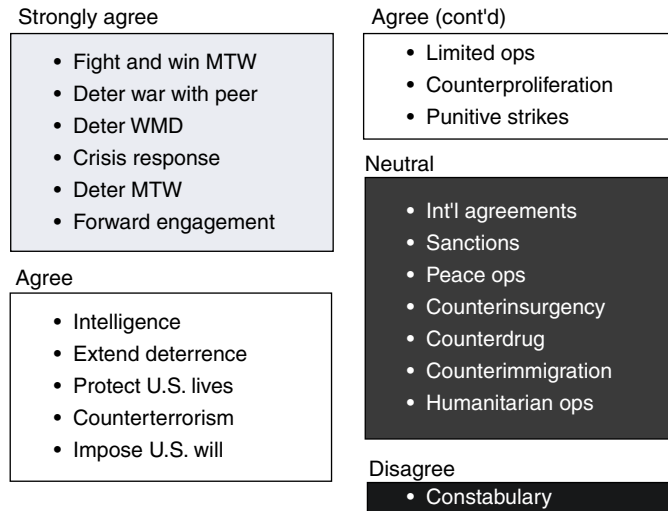 Strongly agree
• Fight and win MTW
• Deter war with peer
• Deter WMD
• Crisis response
• Deter MTW
• Forward engagement
Agree
• Intelligence
• Extend deterrence
• Protect U.S. lives
• Counterterrorism
• Impose U.S. will
Agree (cont'd)
• Limited ops
• Counterproliferation
• Punitive strikes
Neutral
• Int'l agreements
• Sanctions
• Peace ops
• Counterinsurgency
• Counterdrug
• Counterimmigration
• Humanitarian ops
Disagree
• Constabulary